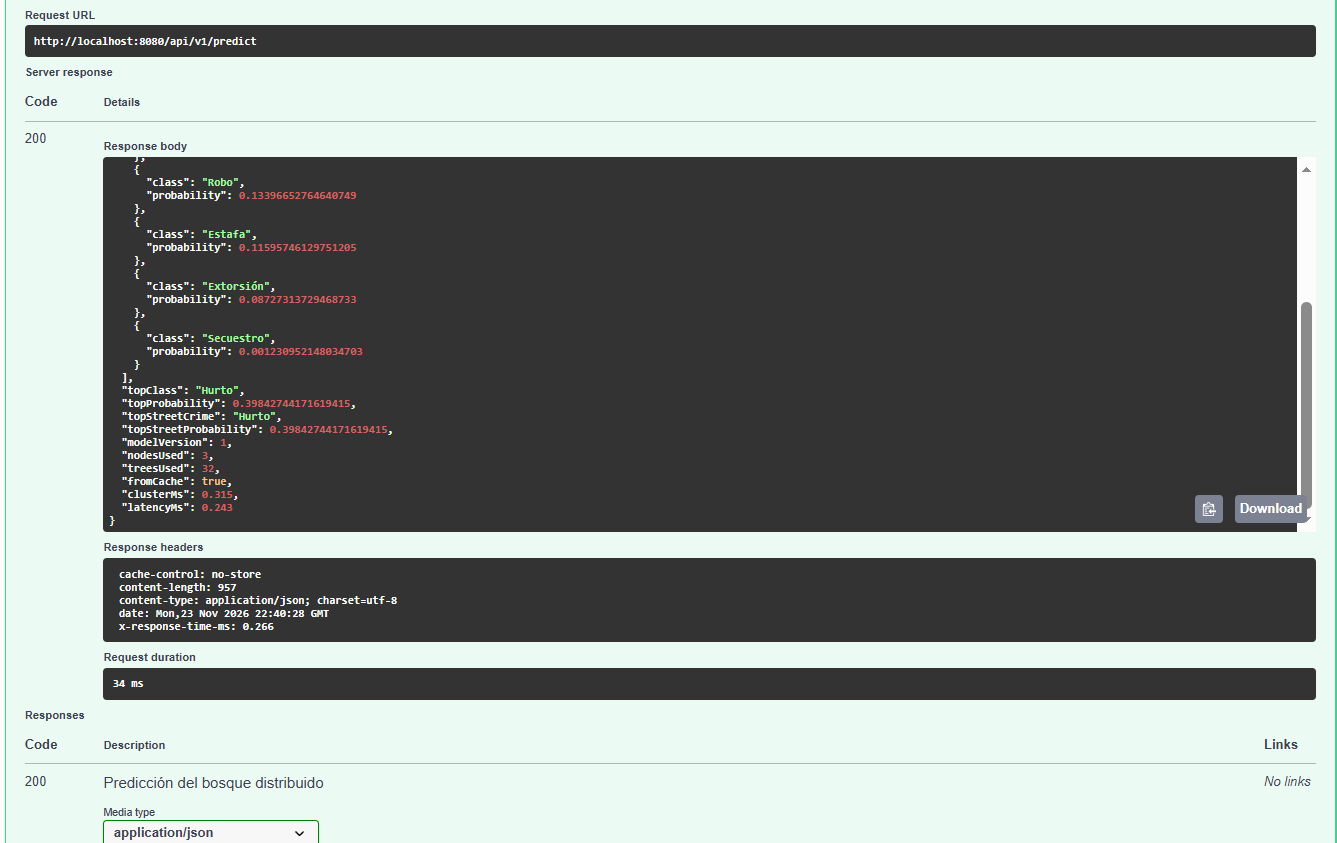 Request URL
http://localhost:8080/api/v1/predict
Server response
Code Details
200
Response body
},
{
"class": "Robo",
"probability": 0.13396652764640749
},
{
"class": "Estafa",
"probability": 0.11595746129751205
},
{
"class": "Extorsión",
"probability": 0.08727313729468733
},
{
"class": "Secuestro",
"probability": 0.001230952148034703
}
],
"topClass": "Hurto",
"topProbability": 0.39842744171619415,
"topStreetCrime": "Hurto",
"topStreetProbability": 0.39842744171619415,
"modelVersion": 1,
"nodesUsed": 3,
"treesUsed": 32,
"fromCache": true,
"clusterMs": 0.315,
"latencyMs": 0.243
}
Download
Response headers
cache-control: no-store
content-length: 957
content-type: application/json; charset=utf-8
date: Mon,23 Nov 2026 22:40:28 GMT
x-response-time-ms: 0.266
Request duration
34 ms
Responses
Code Description Links
200 Predicción del bosque distribuido No links
Media type
application/json